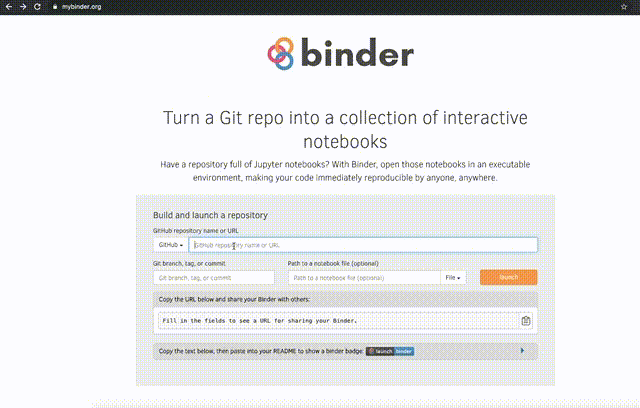 mybinder.org
binder
Turn a Git repo into a collection of interactive
notebooks
Have a repository full of Jupyter notebooks? With Binder, open those notebooks in an executable
environment, making your code immediately reproducible by anyone, anywhere.
Build and launch a repository
GitHub repository name or URL
GitHub GitHub repository name or URL
Git branch, tag, or commit Path to a notebook file (optional)
Git branch, tag, or commit Path to a notebook file (optional) File launch
Copy the URL below and share your Binder with others:
Fill in the fields to see a URL for sharing your Binder.
Copy the text below, then paste into your README to show a binder badge: launch binder